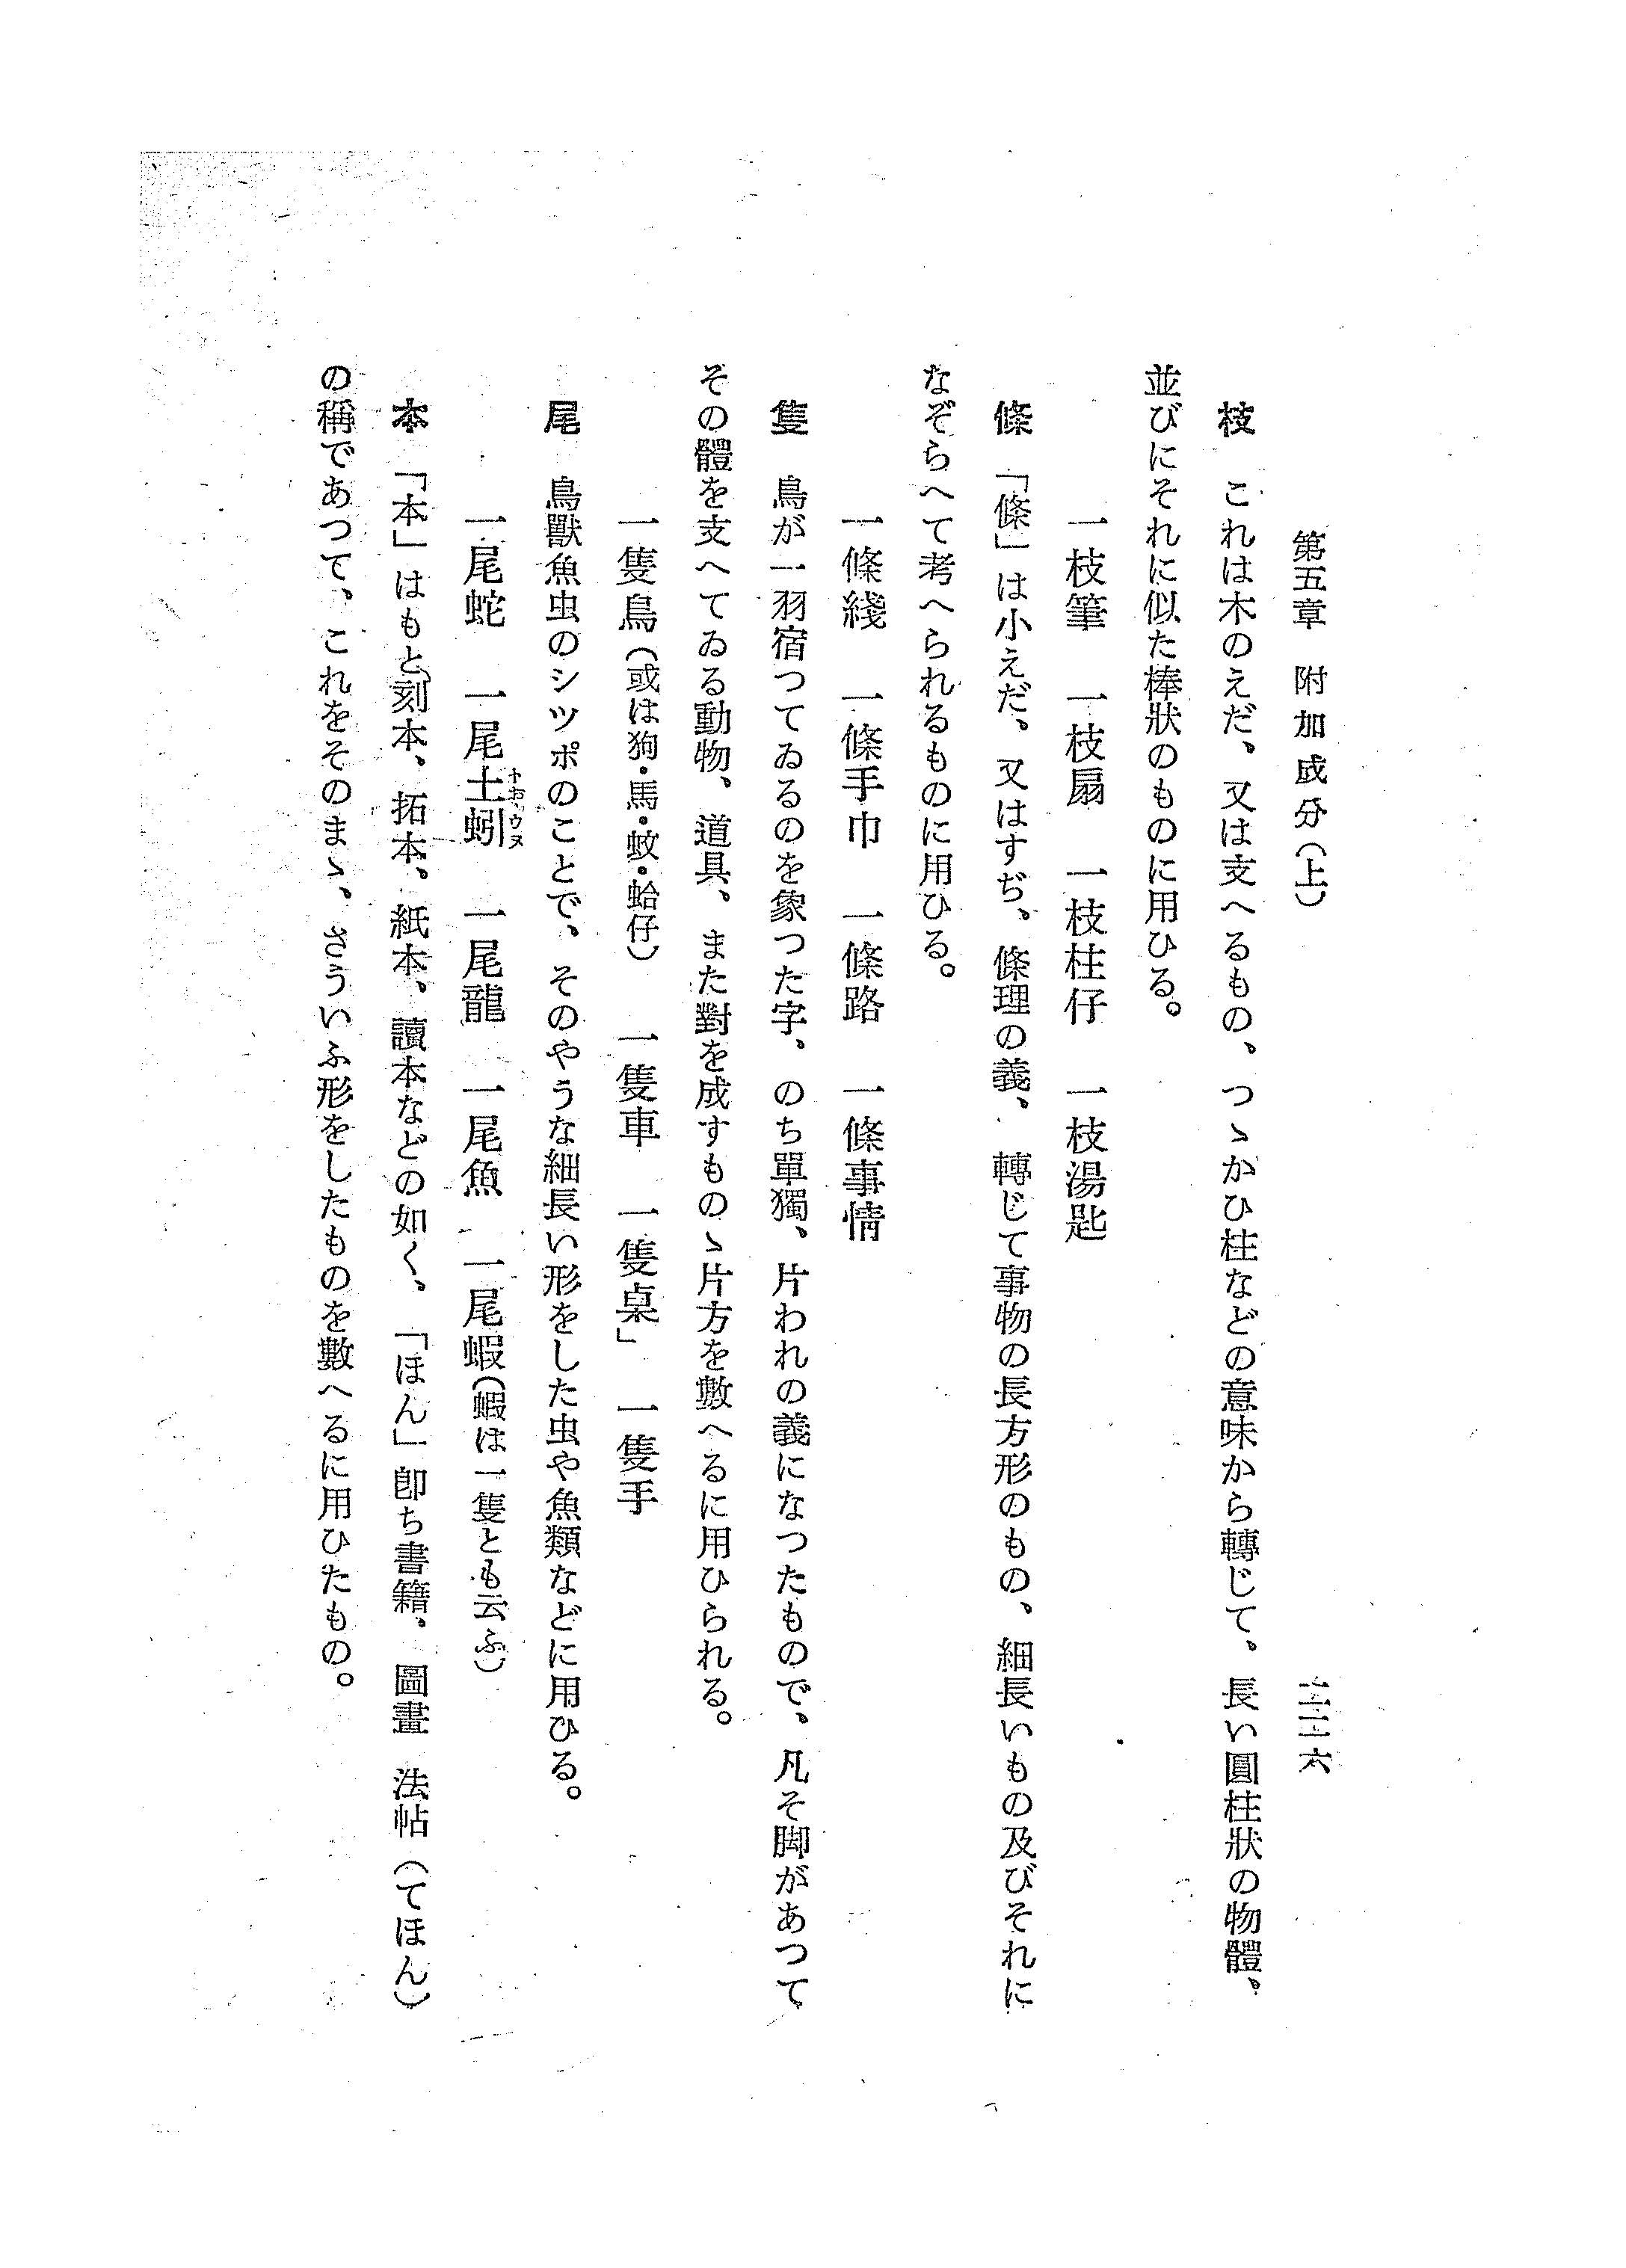 第五章　附加成分(上)　二二六
枝　これは木のえだ、又は支へるもの、つゝかひ柱などの意味から轉じて、長い圓柱狀の物體、
並びにそれに似た棒狀のものに用ひる。
一枝筆　一枝扇　一枝柱仔　一枝湯匙
條　「條」は小えだ、又はすぢ、條理の義、轉じて事物の長方形のもの、細長いもの及びそれに
なぞらへて考へられるものに用ひる。
一條綫　一條手巾　一條路　一條事情
隻　鳥が一羽宿つてゐるのを象つた字、のち單獨、片われの義になつたもので、凡そ脚があつて
その體を支へてゐる動物、道具、また對を成すものゝ片方を數へるに用ひられる。
一隻鳥(或は狗・馬・蚊・蛤仔)　一隻車　一隻桌」　一隻手
尾　鳥獸魚虫のシツポのことで、そのやうな細長い形をした虫や魚類などに用ひる。
一尾蛇　一尾土蚓　一尾龍　一尾魚　一尾蝦(蝦は一隻とも云ふ)
本　「本」はもと刻本、拓本、紙本、讀本などの如く、「ほん」卽ち書籍、圖畫　法帖(てほん)
の稱であつて、これをそのまゝ、さういふ形をしたものを數へるに用ひたもの。